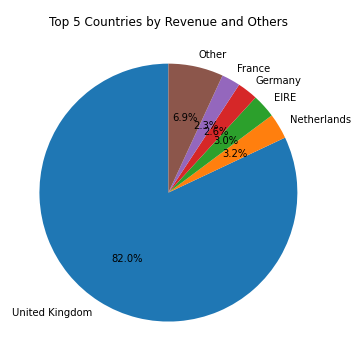 Top 5 Countries by Revenue and Others
Other
France
Germany
EIRE
Netherlands
United Kingdom
6.9%
2.3%
2.6%
3.0%
3.2%
82.0%